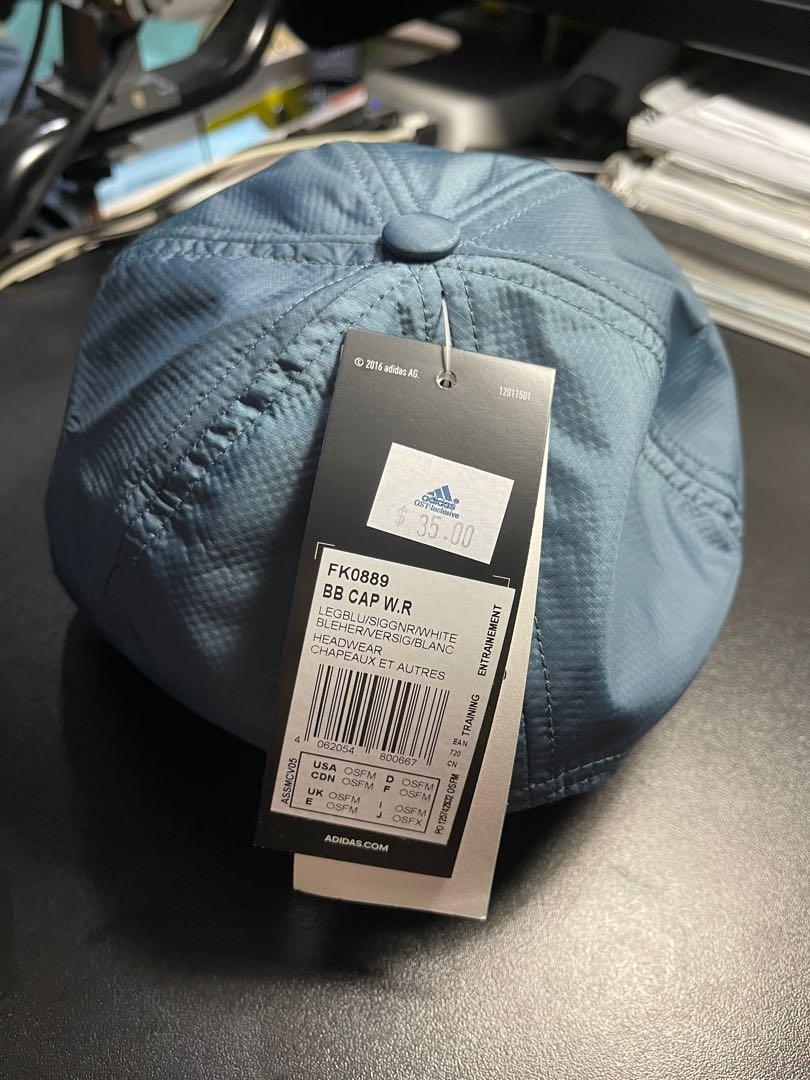 © 2016 adidas AG.
12011501
adidas®
GST-Inclusive
$ 35.00
FK0889
BB CAP W.R
LEGBLU/SIGGNR/WHITE
BLEHER/VERSIG/BLANC
HEADWEAR
CHAPEAUX ET AUTRES
TRAINING ENTRAINEMENT
4 062054 800667
EAN
720
CN
ASSMCV05
USA OSFM D OSFM
CDN OSFM F OSFM
UK OSFM I OSFM
E OSFM J OSFX
ADIDAS.COM